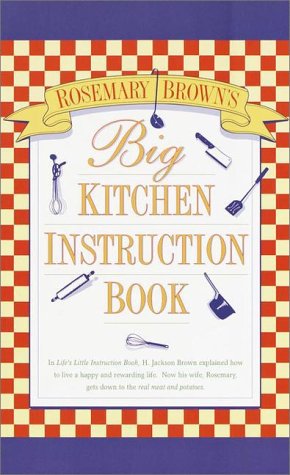 ROSEMARY BROWN'S
Big
KITCHEN
INSTRUCTION
BOOK
In Life's Little Instruction Book, H. Jackson Brown explained how
to live a happy and rewarding life. Now his wife, Rosemary,
gets down to the real meat and potatoes.